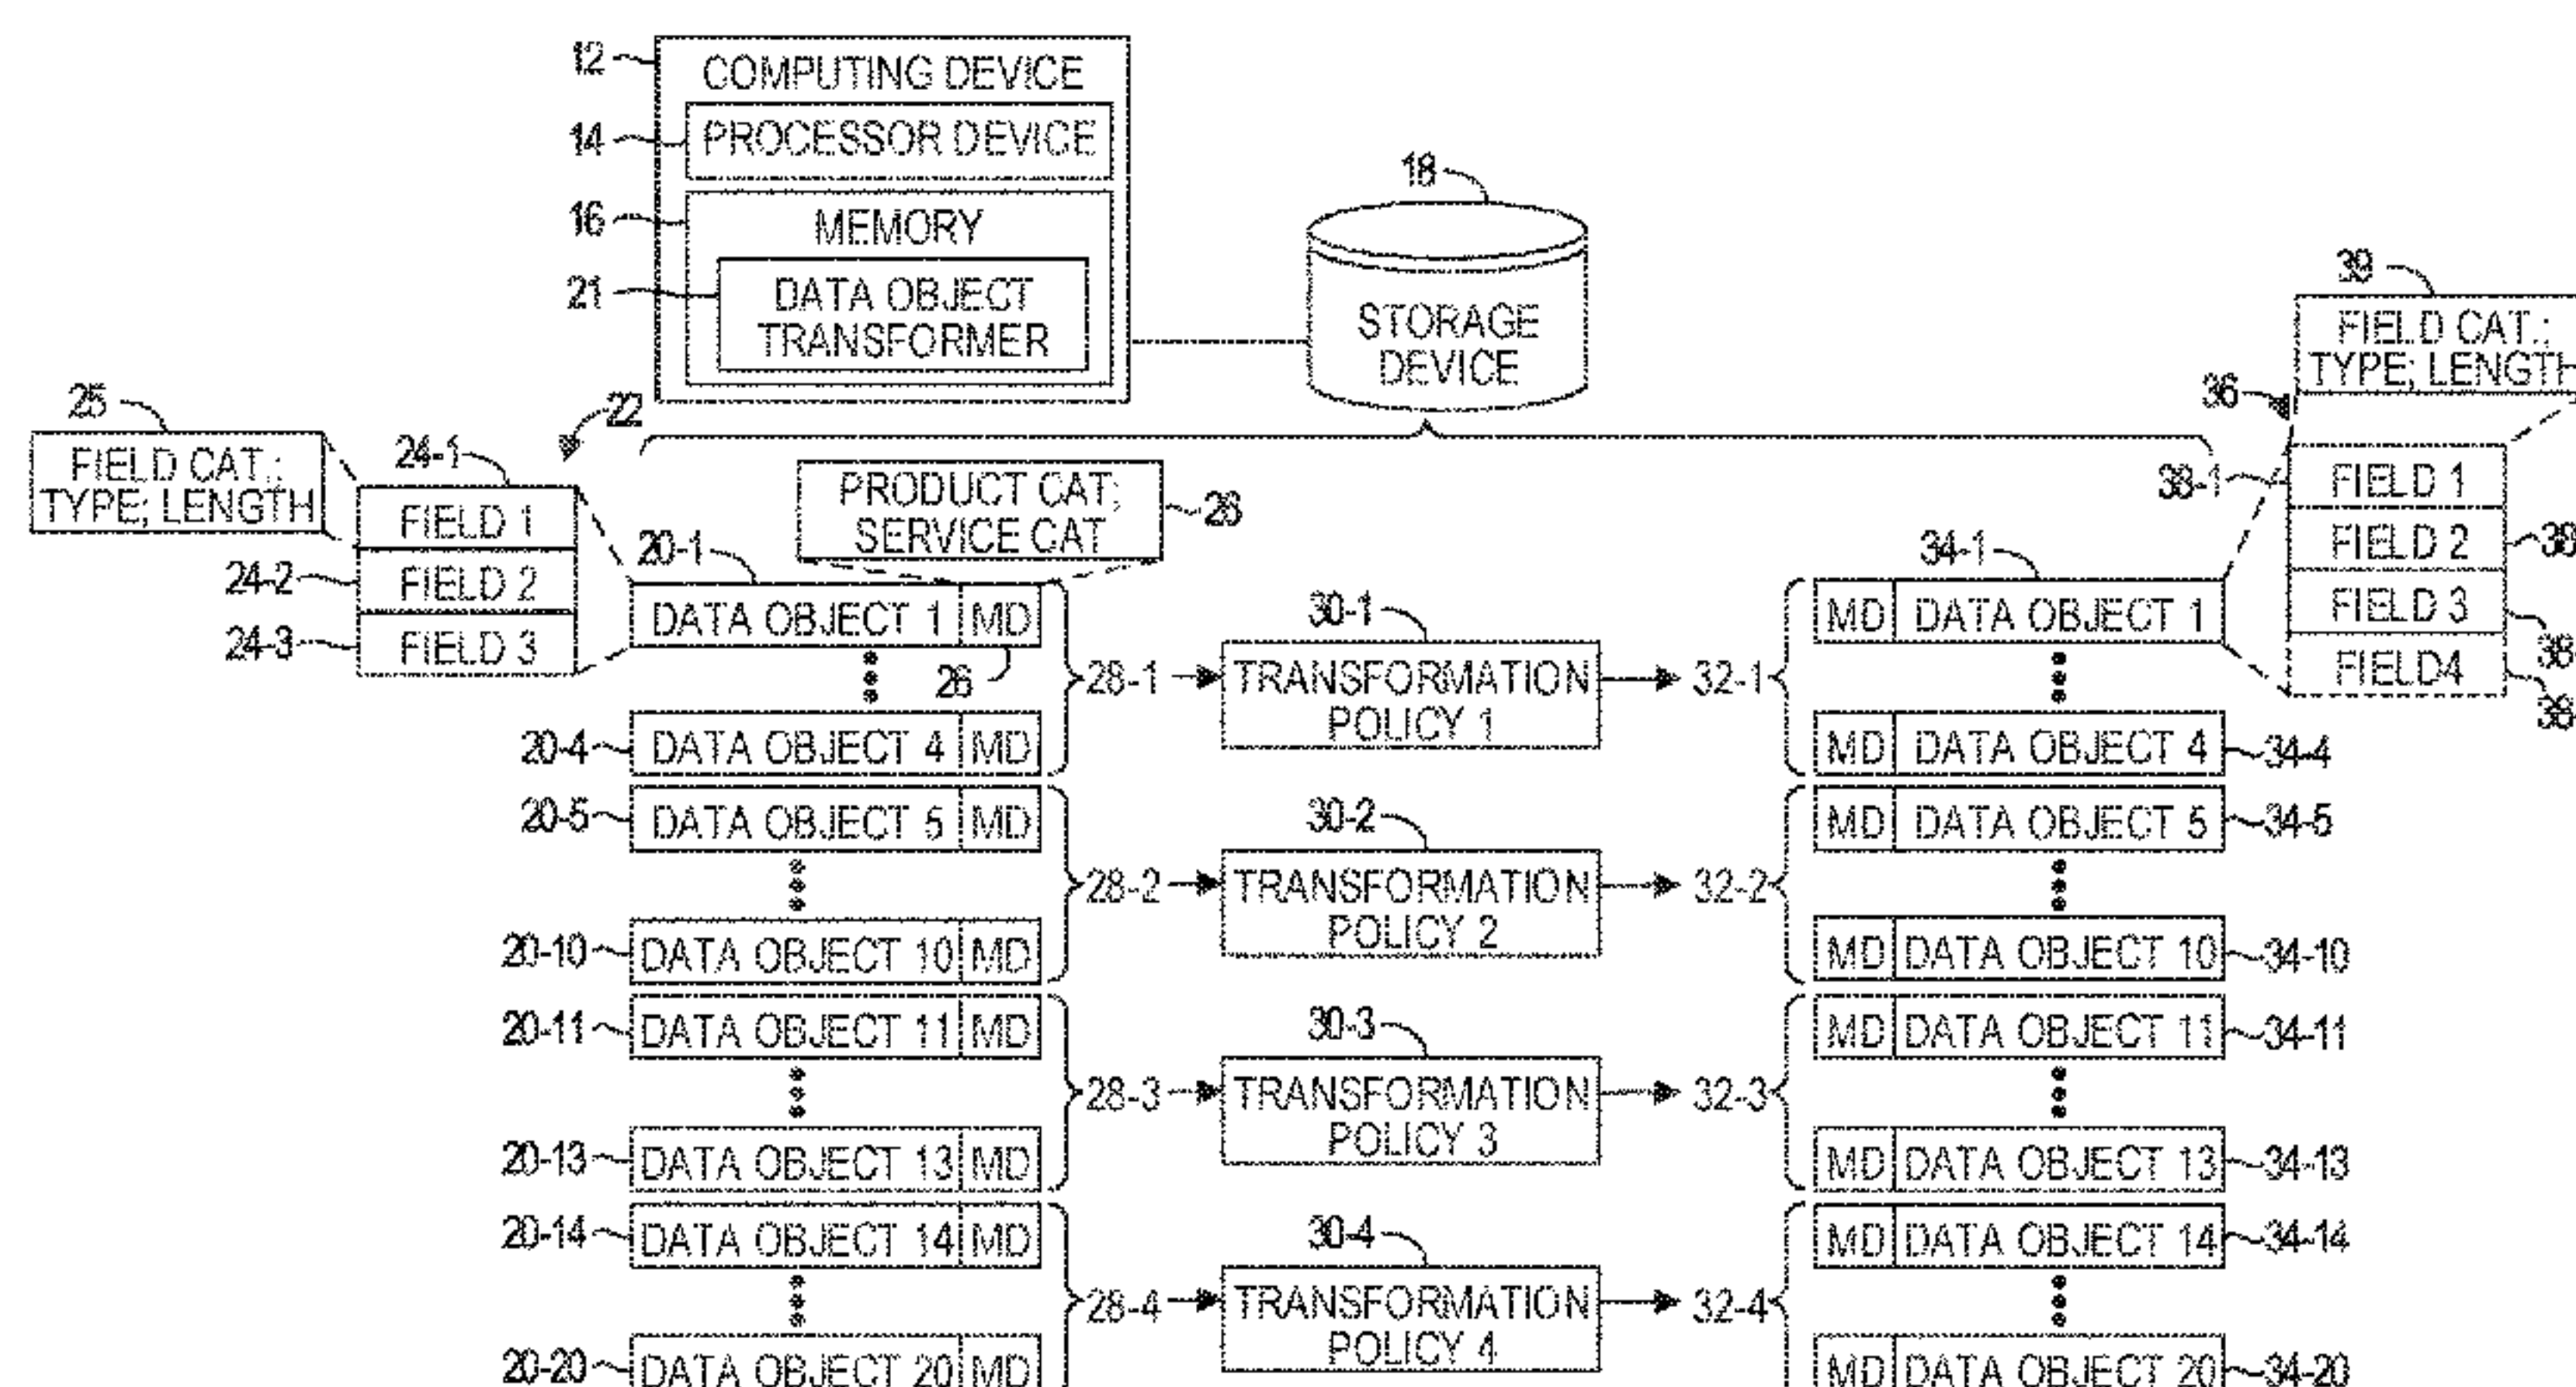 12
COMPUTING DEVICE
14
PROCESSOR DEVICE
16
MEMORY
21
DATA OBJECT
TRANSFORMER
18
STORAGE
DEVICE
39
FIELD CAT.;
TYPE; LENGTH
36
25
FIELD CAT.;
TYPE; LENGTH
22
24-1
FIELD 1
24-2
FIELD 2
24-3
FIELD 3
PRODUCT CAT;
SERVICE CAT
26
38-1
FIELD 1
FIELD 2
FIELD 3
FIELD4
20-1
DATA OBJECT 1 MD
26
28-1
30-1
TRANSFORMATION
POLICY 1
32-1
34-1
MD DATA OBJECT 1
20-4
DATA OBJECT 4 MD
MD DATA OBJECT 4
34-4
20-5
DATA OBJECT 5 MD
28-2
30-2
TRANSFORMATION
POLICY 2
32-2
MD DATA OBJECT 5
34-5
20-10
DATA OBJECT 10 MD
MD DATA OBJECT 10
34-10
20-11
DATA OBJECT 11 MD
28-3
30-3
TRANSFORMATION
POLICY 3
32-3
MD DATA OBJECT 11
34-11
20-13
DATA OBJECT 13 MD
MD DATA OBJECT 13
34-13
20-14
DATA OBJECT 14 MD
28-4
30-4
TRANSFORMATION
POLICY 4
32-4
MD DATA OBJECT 14
34-14
20-20
DATA OBJECT 20 MD
MD DATA OBJECT 20
34-20